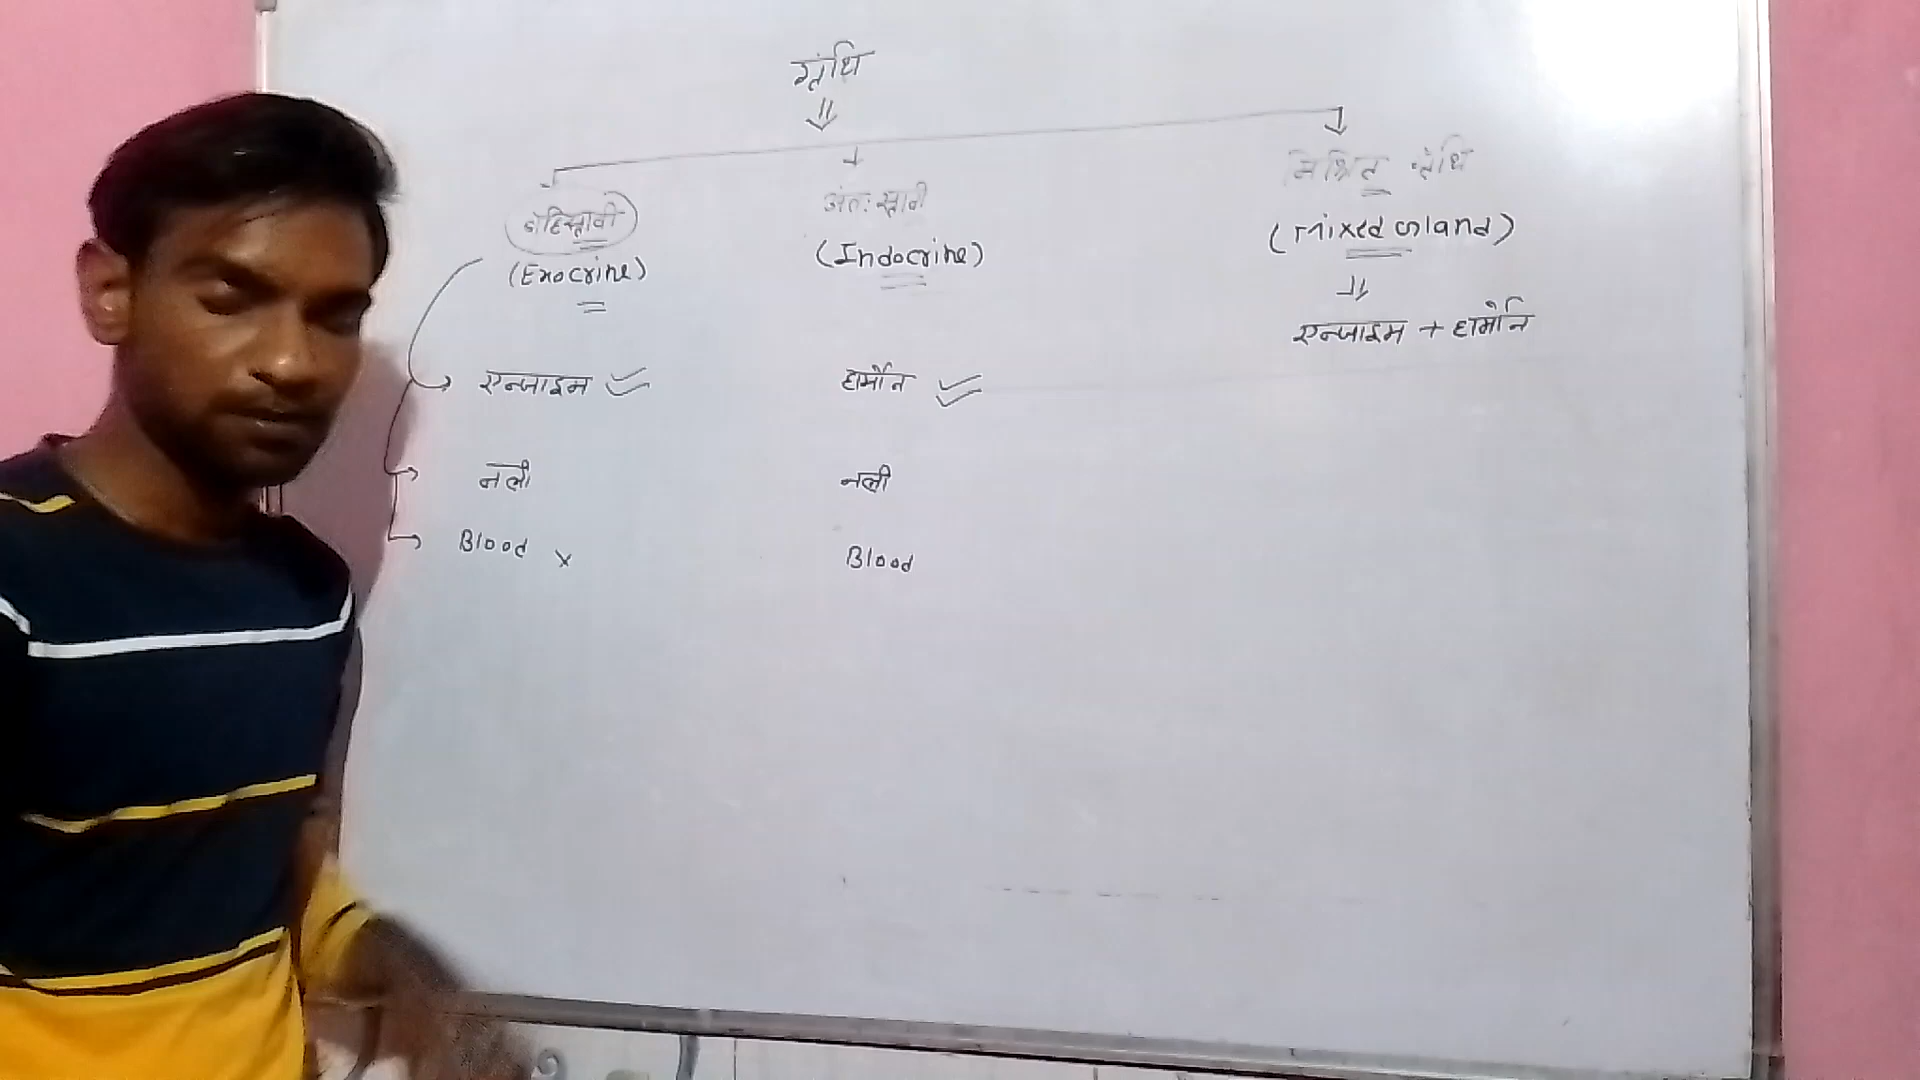 ग्रंथि
बहिस्रावी
(Exocrine)
एन्जाइम
नली
Blood x
अंतः स्रावी
(Indocrine)
हार्मोन
नली
Blood
मिश्रित ग्रंथि
(Mixed Gland)
एन्जाइम + हार्मोन